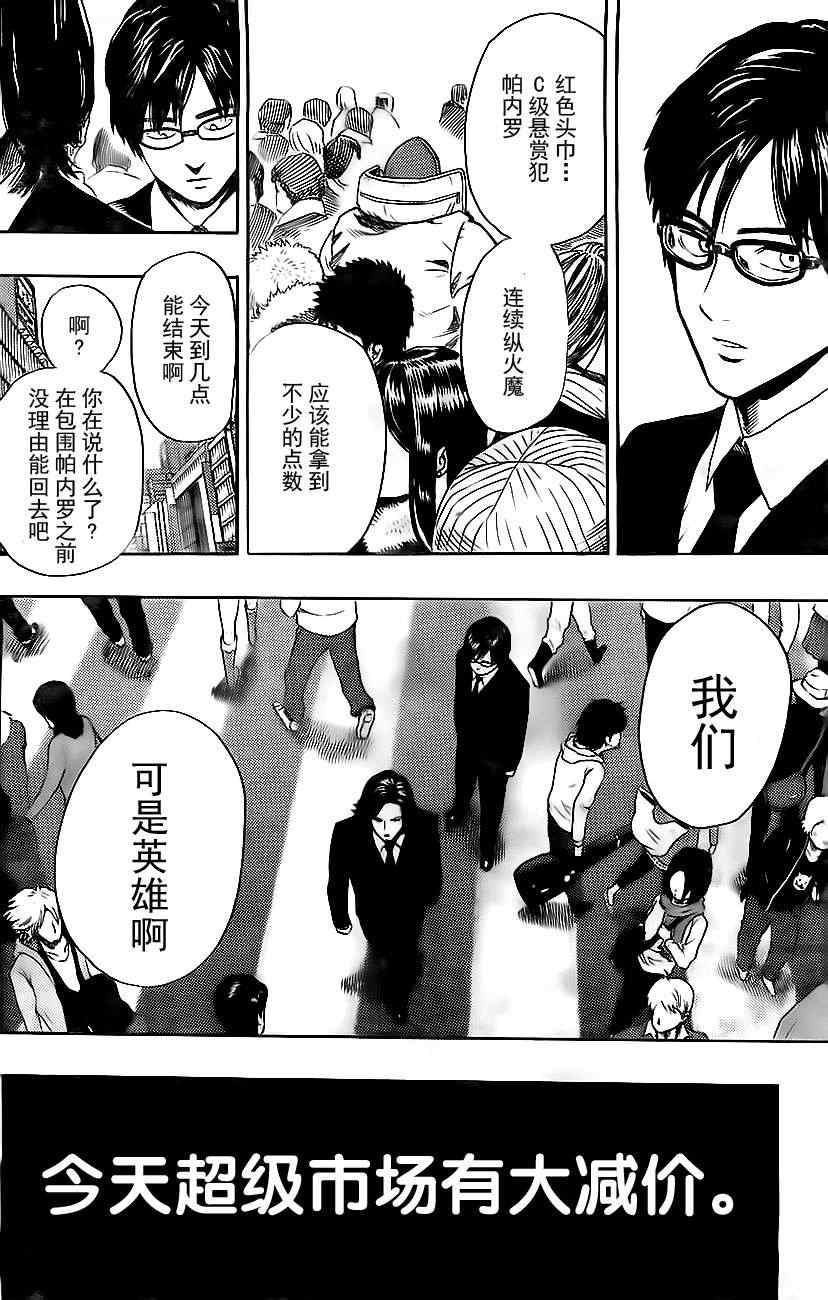 红色头巾…
C级悬赏犯
帕内罗
连续纵火魔
应该能拿到
不少的点数
今天到几点
能结束啊
啊？
你在说什么了？
在包围帕内罗之前
没理由能回去吧
我们
可是英雄啊
今天超级市场有大减价。